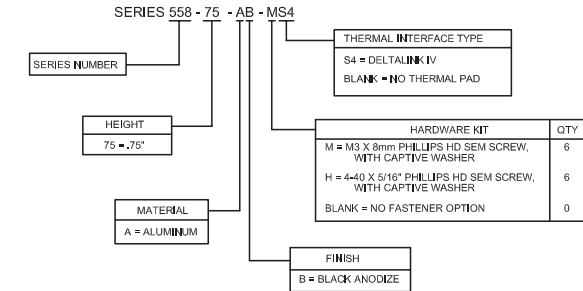 SERIES 558 - 75 - AB - MS4
THERMAL INTERFACE TYPE
S4 = DELTALINK IV
BLANK = NO THERMAL PAD
SERIES NUMBER
HEIGHT
75 = .75"
HARDWARE KIT QTY
M = M3 X 8mm PHILLIPS HD SEM SCREW, 6
WITH CAPTIVE WASHER
H = 4-40 X 5/16" PHILLIPS HD SEM SCREW, 6
WITH CAPTIVE WASHER
BLANK = NO FASTENER OPTION 0
MATERIAL
A = ALUMINUM
FINISH
B = BLACK ANODIZE